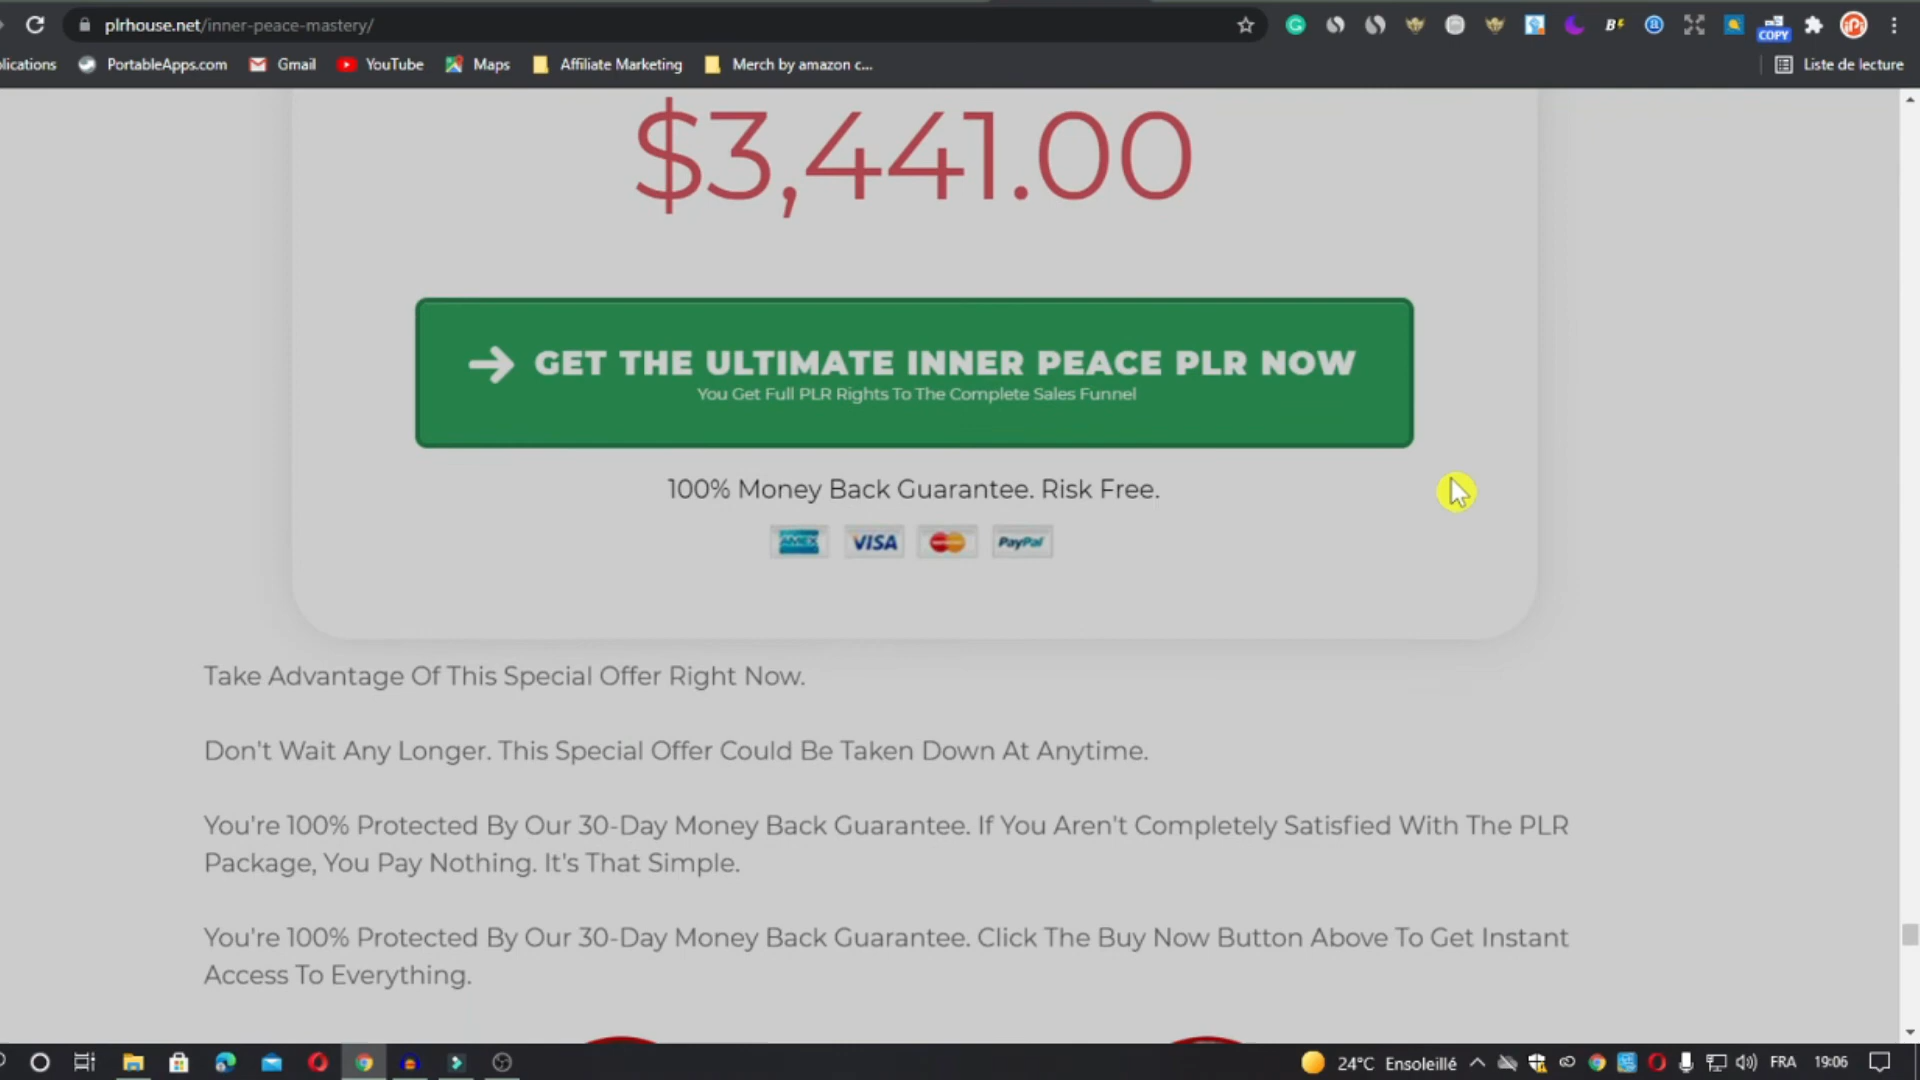 plrhouse.net/inner-peace-mastery/
COPY
lications
PortableApps.com
Gmail
YouTube
Maps
Affiliate Marketing
Merch by amazon c...
Liste de lecture
$3,441.00
GET THE ULTIMATE INNER PEACE PLR NOW
You Get Full PLR Rights To The Complete Sales Funnel
100% Money Back Guarantee. Risk Free.
AMEX
VISA
PayPal
Take Advantage Of This Special Offer Right Now.
Don't Wait Any Longer. This Special Offer Could Be Taken Down At Anytime.
You're 100% Protected By Our 30-Day Money Back Guarantee. If You Aren't Completely Satisfied With The PLR
Package, You Pay Nothing. It's That Simple.
You're 100% Protected By Our 30-Day Money Back Guarantee. Click The Buy Now Button Above To Get Instant
Access To Everything.
24°C Ensoleillé
FRA
19:06